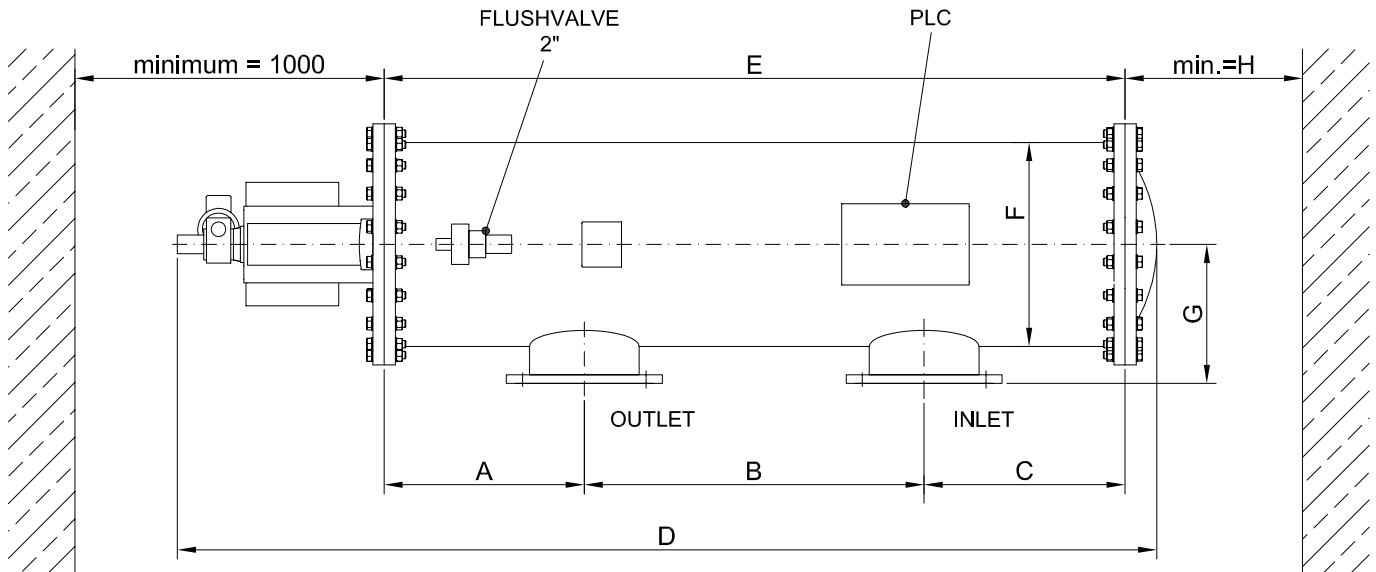 FLUSHVALVE
2"
PLC
minimum = 1000
E
min.=H
F
G
OUTLET
INLET
A
B
C
D